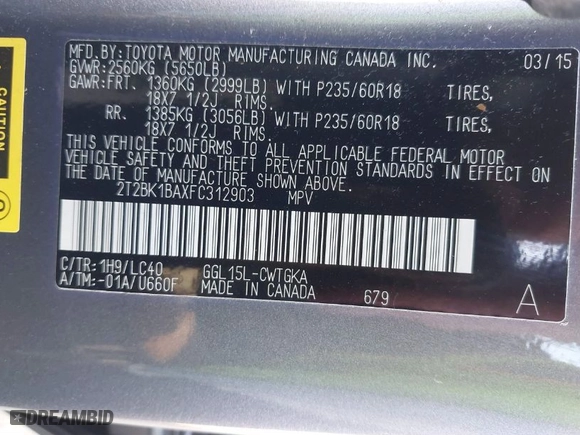 MFD. BY: TOYOTA MOTOR MANUFACTURING CANADA INC. 03/15
GVWR: 2560KG (5650LB)
GAWR: FRT. 1360KG (2999LB) WITH P235/60R18 TIRES,
18X7 1/2J RIMS.
RR. 1385KG (3056LB) WITH P235/60R18 TIRES,
18X7 1/2J RIMS.
THIS VEHICLE CONFORMS TO ALL APPLICABLE FEDERAL MOTOR
VEHICLE SAFETY AND THEFT PREVENTION STANDARDS IN EFFECT ON
THE DATE OF MANUFACTURE SHOWN ABOVE.
2T2BK1BAXFC312903 MPV
C/TR: 1H9/LC40 GGL15L-CWTGKA
A/TM: -01A/U660F MADE IN CANADA 679 A
CAUTION
DREAMBID